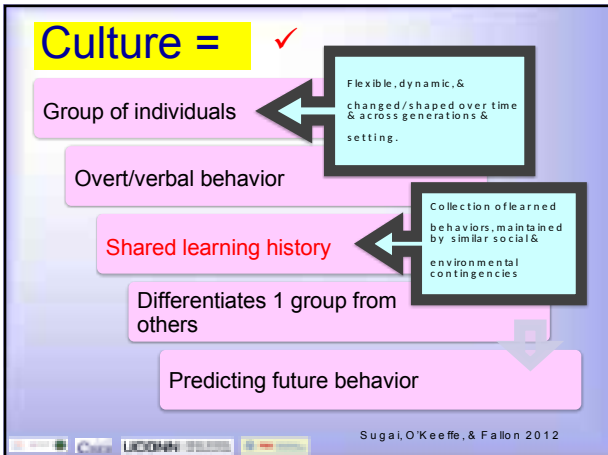 Culture = ✓
Flexible, dynamic, &
changed/shaped over time
& across generations &
setting.
Group of individuals
Overt/verbal behavior
Collection of learned
behaviors, maintained
by similar social &
environmental
contingencies
Shared learning history
Differentiates 1 group from
others
Predicting future behavior
Sugai, O'Keeffe, & Fallon 2012
UCONN